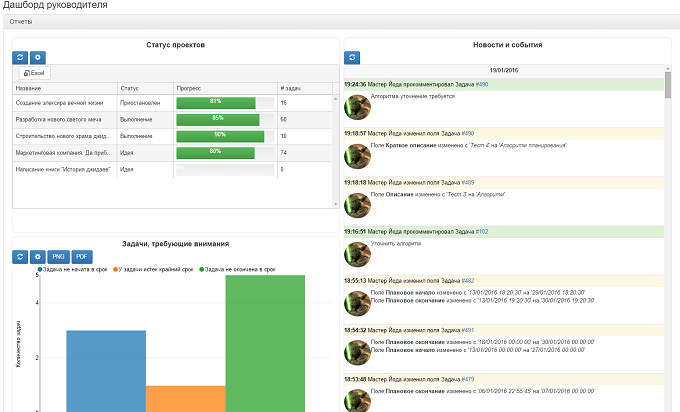 Дашборд руководителя
Отчеты
Статус проектов
Excel
Название Статус Прогресс # задач
Создание элексира вечной жизни Приостановлен 81% 16
Разработка нового светого меча Выполнение 85% 60
Строительство нового храма джид... Выполнение 90% 10
Маркетинговая компания: Да приб... Идея 80% 74
Написание книги "История джидаев" Идея 0
Задачи, требующие внимания
PNG PDF
Задача не начата в срок У задачи истек крайний срок Задача не окончена в срок
Количество задач
5
4
2
Новости и события
19/01/2016
19:24:36 Мастер Йода прокомментировал Задача #490
Алгоритма уточнение требуется
19:18:57 Мастер Йода изменил поля Задача #490
Поле Краткое описание изменено с 'Тест 4' на 'Алгоритм планирования'
19:18:18 Мастер Йода изменил поля Задача #489
Поле Описание изменено с 'Тест 3' на 'Алгоритм'
19:16:51 Мастер Йода прокомментировал Задача #102
Уточнить алгоритм
18:55:13 Мастер Йода изменил поля Задача #482
Поле Плановое начало изменено с '13/01/2016 18:20:30' на '29/01/2016 18:20:30'
Поле Плановое окончание изменено с '13/01/2016 19:20:30' на '30/01/2016 19:20:30'
18:54:32 Мастер Йода изменил поля Задача #491
Поле Плановое окончание изменено с '18/01/2016 00:00:00' на '30/01/2016 00:00:00'
Поле Плановое начало изменено с '13/01/2016 00:00:00' на '27/01/2016 00:00:00'
18:53:48 Мастер Йода изменил поля Задача #479
Поле Плановое окончание изменено с '06/01/2016 22:55:45' на '07/01/2016 00:00:00'